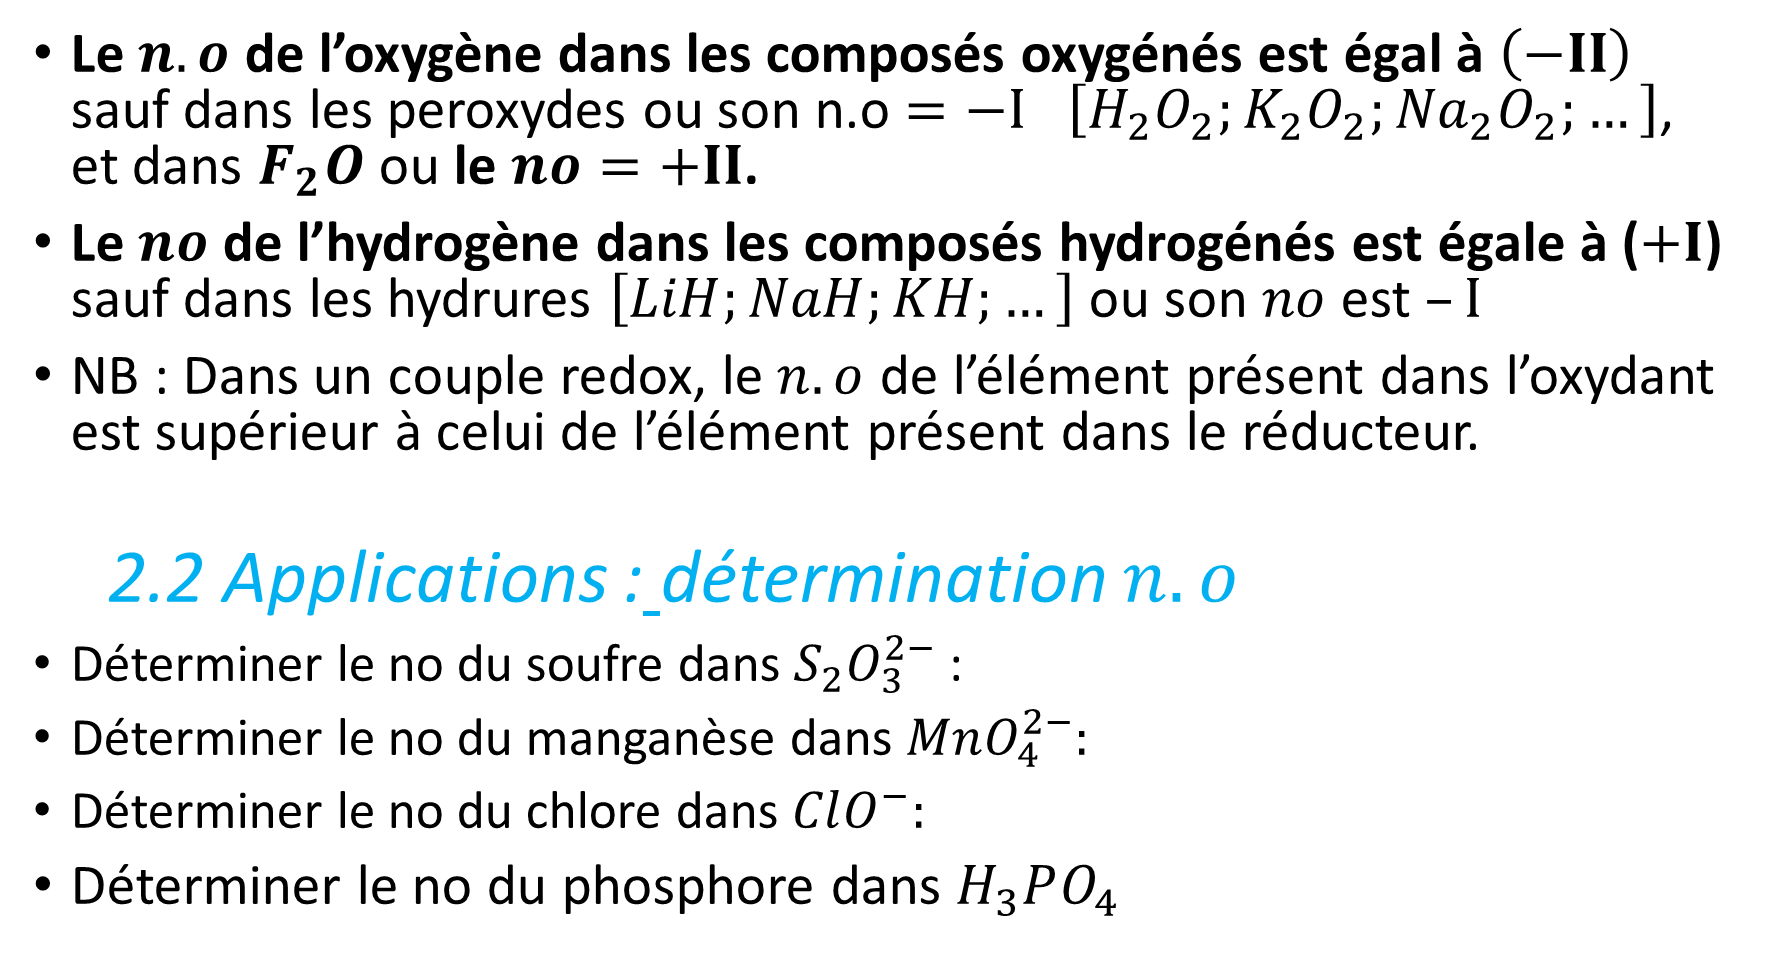 • Le n. o de l’oxygène dans les composés oxygénés est égal à (−II)
sauf dans les peroxydes ou son n.o = −I [H₂O₂; K₂O₂; Na₂O₂; … ],
et dans F₂O ou le no = +II.
• Le no de l’hydrogène dans les composés hydrogénés est égale à (+I)
sauf dans les hydrures [LiH; NaH; KH; … ] ou son no est – I
• NB : Dans un couple redox, le n. o de l’élément présent dans l’oxydant
est supérieur à celui de l’élément présent dans le réducteur.
2.2 Applications : détermination n. o
• Déterminer le no du soufre dans S₂O₃²⁻ :
• Déterminer le no du manganèse dans MnO₄²⁻:
• Déterminer le no du chlore dans ClO⁻:
• Déterminer le no du phosphore dans H₃PO₄